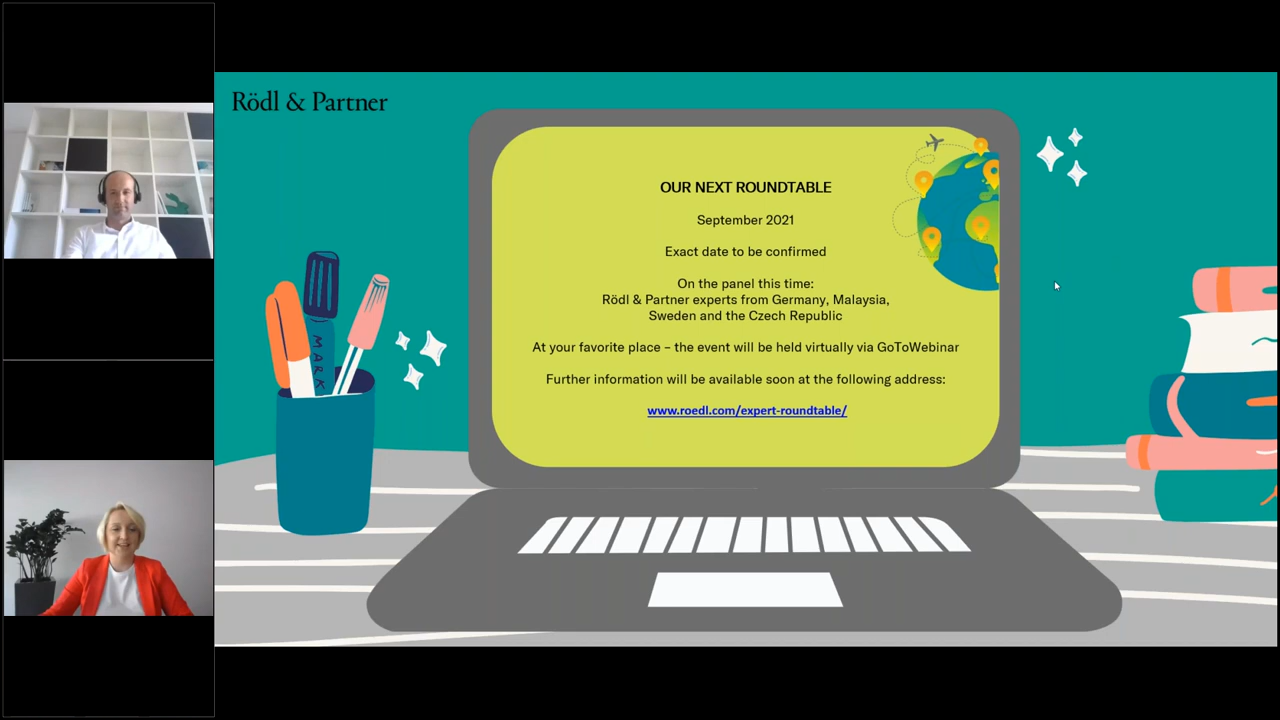 Rödl & Partner
OUR NEXT ROUNDTABLE
September 2021
Exact date to be confirmed
On the panel this time:
Rödl & Partner experts from Germany, Malaysia,
Sweden and the Czech Republic
At your favorite place – the event will be held virtually via GoToWebinar
Further information will be available soon at the following address:
www.roedl.com/expert-roundtable/
MARK